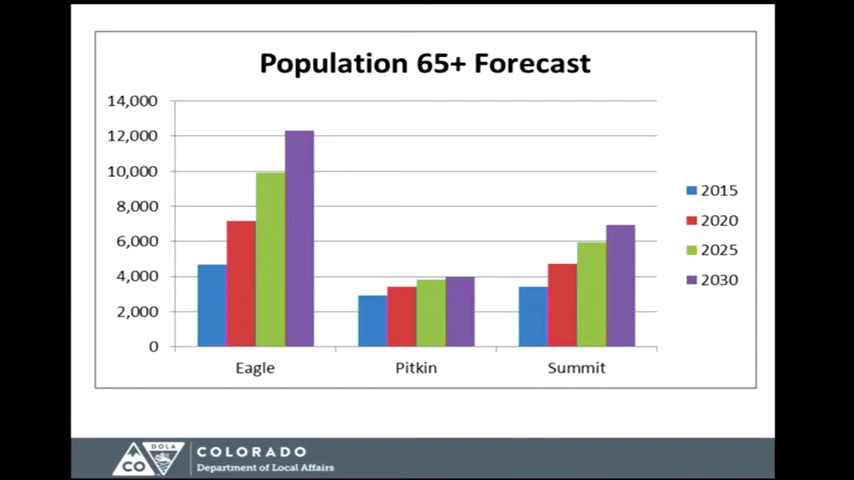 Population 65+ Forecast
14,000
12,000
10,000
8,000
6,000
4,000
2,000
0
Eagle Pitkin Summit
2015
2020
2025
2030
CO DOLA
COLORADO
Department of Local Affairs